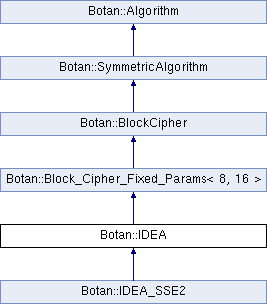 Botan::Algorithm
Botan::SymmetricAlgorithm
Botan::BlockCipher
Botan::Block_Cipher_Fixed_Params< 8, 16 >
Botan::IDEA
Botan::IDEA_SSE2